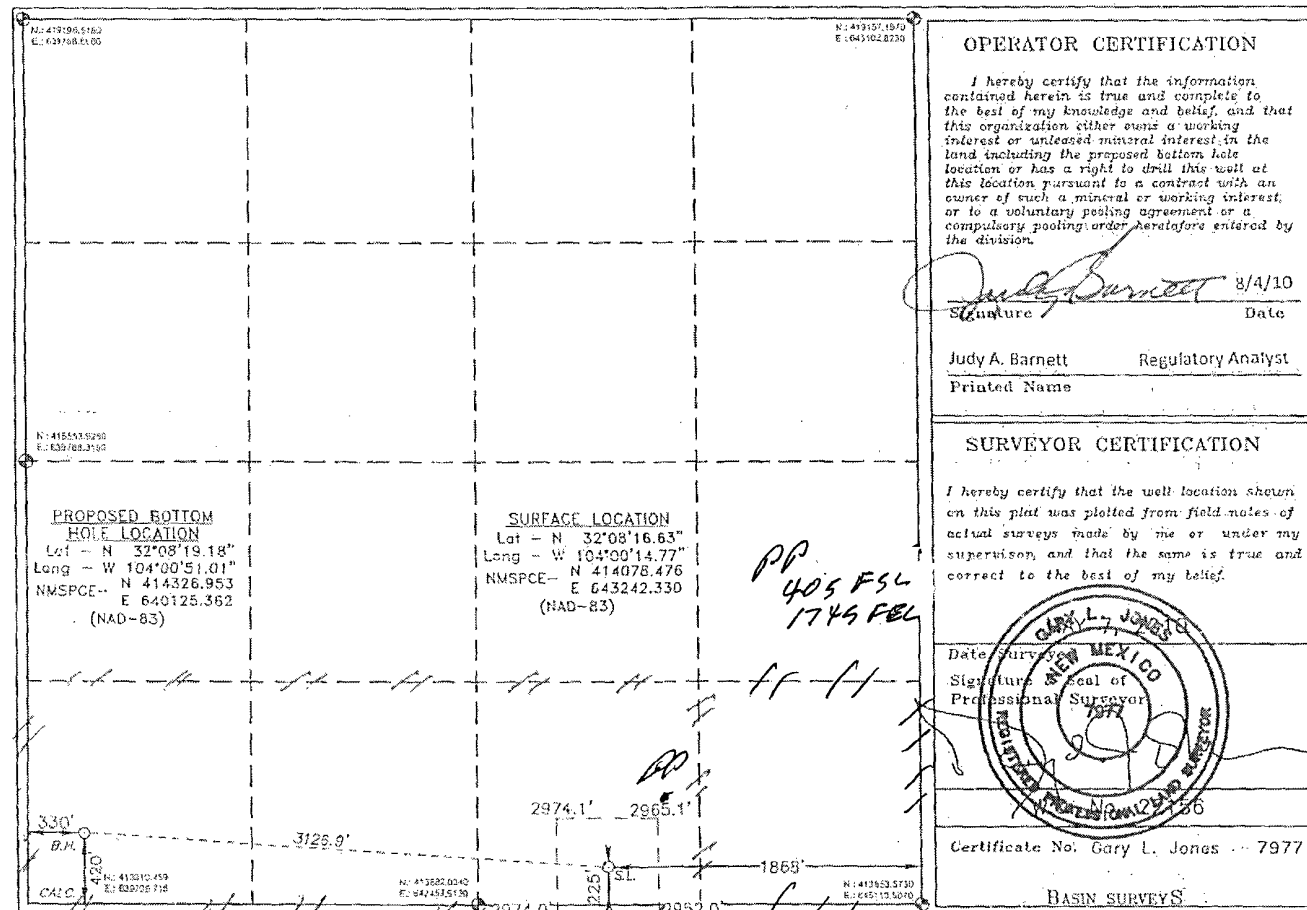 OPERATOR CERTIFICATION
I hereby certify that the information
contained herein is true and complete to
the best of my knowledge and belief, and that
this organization either owns a working
interest or unleased mineral interest in the
land including the proposed bottom hole
location or has a right to drill this well at
this location pursuant to a contract with an
owner of such a mineral or working interest,
or to a voluntary pooling agreement or a
compulsory pooling order heretofore entered by
the division.
Judy Barnett 8/4/10
Signature Date
Judy A. Barnett Regulatory Analyst
Printed Name
SURVEYOR CERTIFICATION
I hereby certify that the well location shown
on this plat was plotted from field notes of
actual surveys made by me or under my
supervison, and that the same is true and
correct to the best of my belief.
Date Surveyed
Signature & Seal of
Professional Surveyor
GARY L. JONES
NEW MEXICO
7977
REGISTERED PROFESSIONAL LAND SURVEYOR
Certificate No. Gary L. Jones 7977
BASIN SURVEYS
PROPOSED BOTTOM
HOLE LOCATION
Lat - N 32°08'19.18"
Long - W 104°00'51.01"
NMSPCE- N 414326.953
E 640125.362
(NAD-83)
SURFACE LOCATION
Lat - N 32°08'16.63"
Long - W 104°00'14.77"
NMSPCE- N 414078.476
E 643242.330
(NAD-83)
PP
405 FSL
1745 FEL
PP
2974.1' 2965.1'
330'
B.H.
3126.9'
420'
S.L.
1868'
225'
CALC.